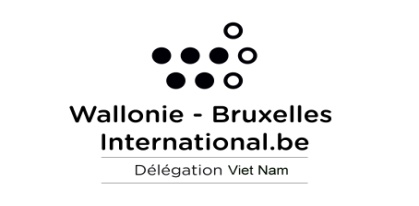 Wallonie - Bruxelles
International.be
Délégation Viet Nam